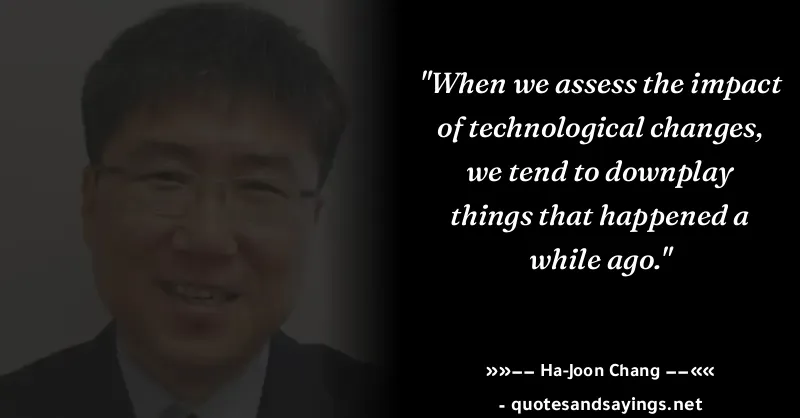 "When we assess the impact
of technological changes,
we tend to downplay
things that happened a
while ago."
»»−− Ha-Joon Chang −−««
- quotesandsayings.net